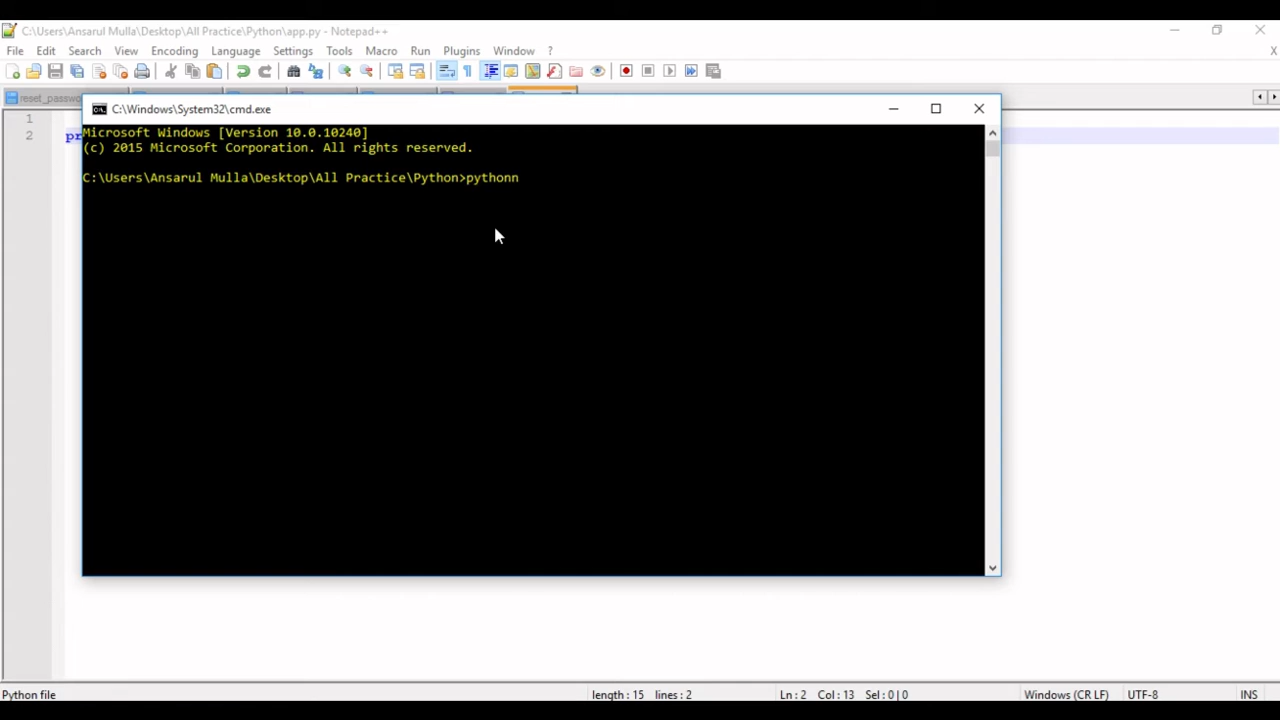 C:\Users\Ansarul Mulla\Desktop\All Practice\Python\app.py - Notepad++
File Edit Search View Encoding Language Settings Tools Macro Run Plugins Window ? X
C:\Windows\System32\cmd.exe
1
2 pr
Microsoft Windows [Version 10.0.10240]
(c) 2015 Microsoft Corporation. All rights reserved.
C:\Users\Ansarul Mulla\Desktop\All Practice\Python>pythonn
Python file length : 15 lines : 2 Ln : 2 Col : 13 Sel : 0 | 0 Windows (CR LF) UTF-8 INS